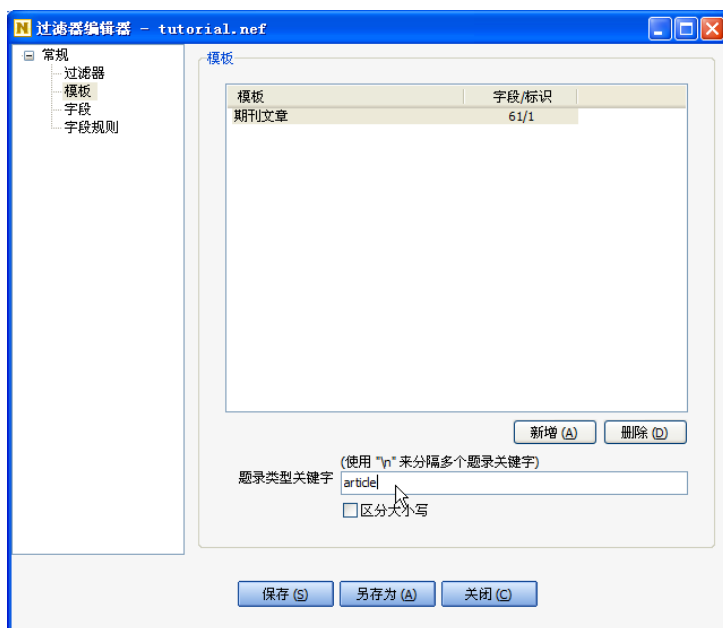 过滤器编辑器 - tutorial.nef
常规
过滤器
模板
字段
字段规则
模板
模板 字段/标识
期刊文章 61/1
新增 (A) 删除 (D)
(使用 "\n" 来分隔多个题录关键字)
题录类型关键字 article
区分大小写
保存 (S) 另存为 (A) 关闭 (C)